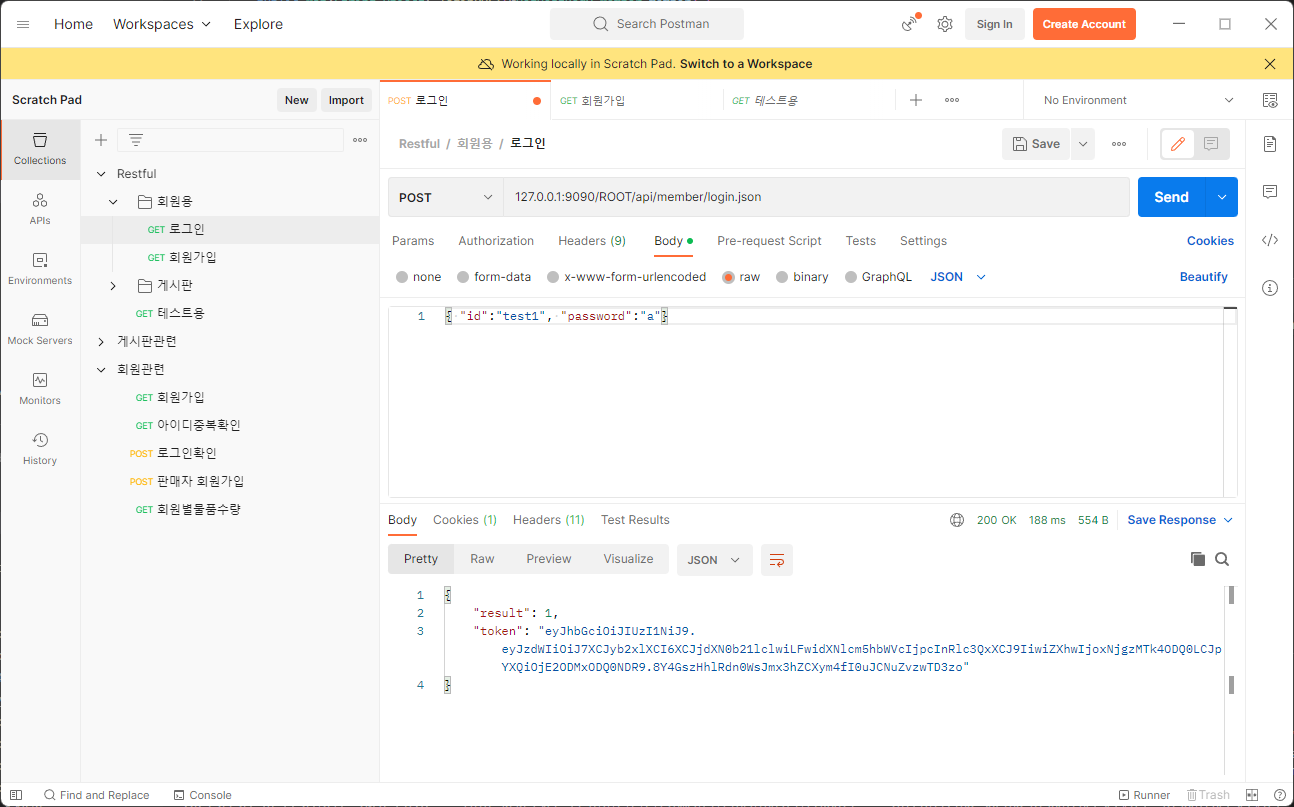 Home Workspaces Explore Search Postman Sign In Create Account
Working locally in Scratch Pad. Switch to a Workspace
Scratch Pad New Import
POST 로그인 GET 회원가입 GET 테스트용 No Environment
Collections
APIs
Environments
Mock Servers
Monitors
History
Restful
회원용
GET 로그인
GET 회원가입
게시판
GET 테스트용
게시판관련
회원관련
GET 회원가입
GET 아이디중복확인
POST 로그인확인
POST 판매자 회원가입
GET 회원별물품수량
Restful / 회원용 / 로그인 Save
POST 127.0.0.1:9090/ROOT/api/member/login.json Send
Params Authorization Headers (9) Body Pre-request Script Tests Settings Cookies
none form-data x-www-form-urlencoded raw binary GraphQL JSON Beautify
1 { "id":"test1", "password":"a"}
Body Cookies (1) Headers (11) Test Results 200 OK 188 ms 554 B Save Response
Pretty Raw Preview Visualize JSON
1 {
2 "result": 1,
3 "token": "eyJhbGciOiJIUzI1NiJ9.
eyJzdWIiOiJ7XCJyb2xlXCI6XCJjdXN0b21lclwiLFwidXNlcm5hbWVcIjpcInRlc3QxXCJ9IiwiZXhwIjoxNjgzMTk4ODQ0LCJp
YXQiOjE2ODMxODQ0NDR9.8Y4GszHhlRdn0WsJmx3hZCXym4fI0uJCNuZvzwTD3zo"
4 }
Find and Replace Console Runner Trash